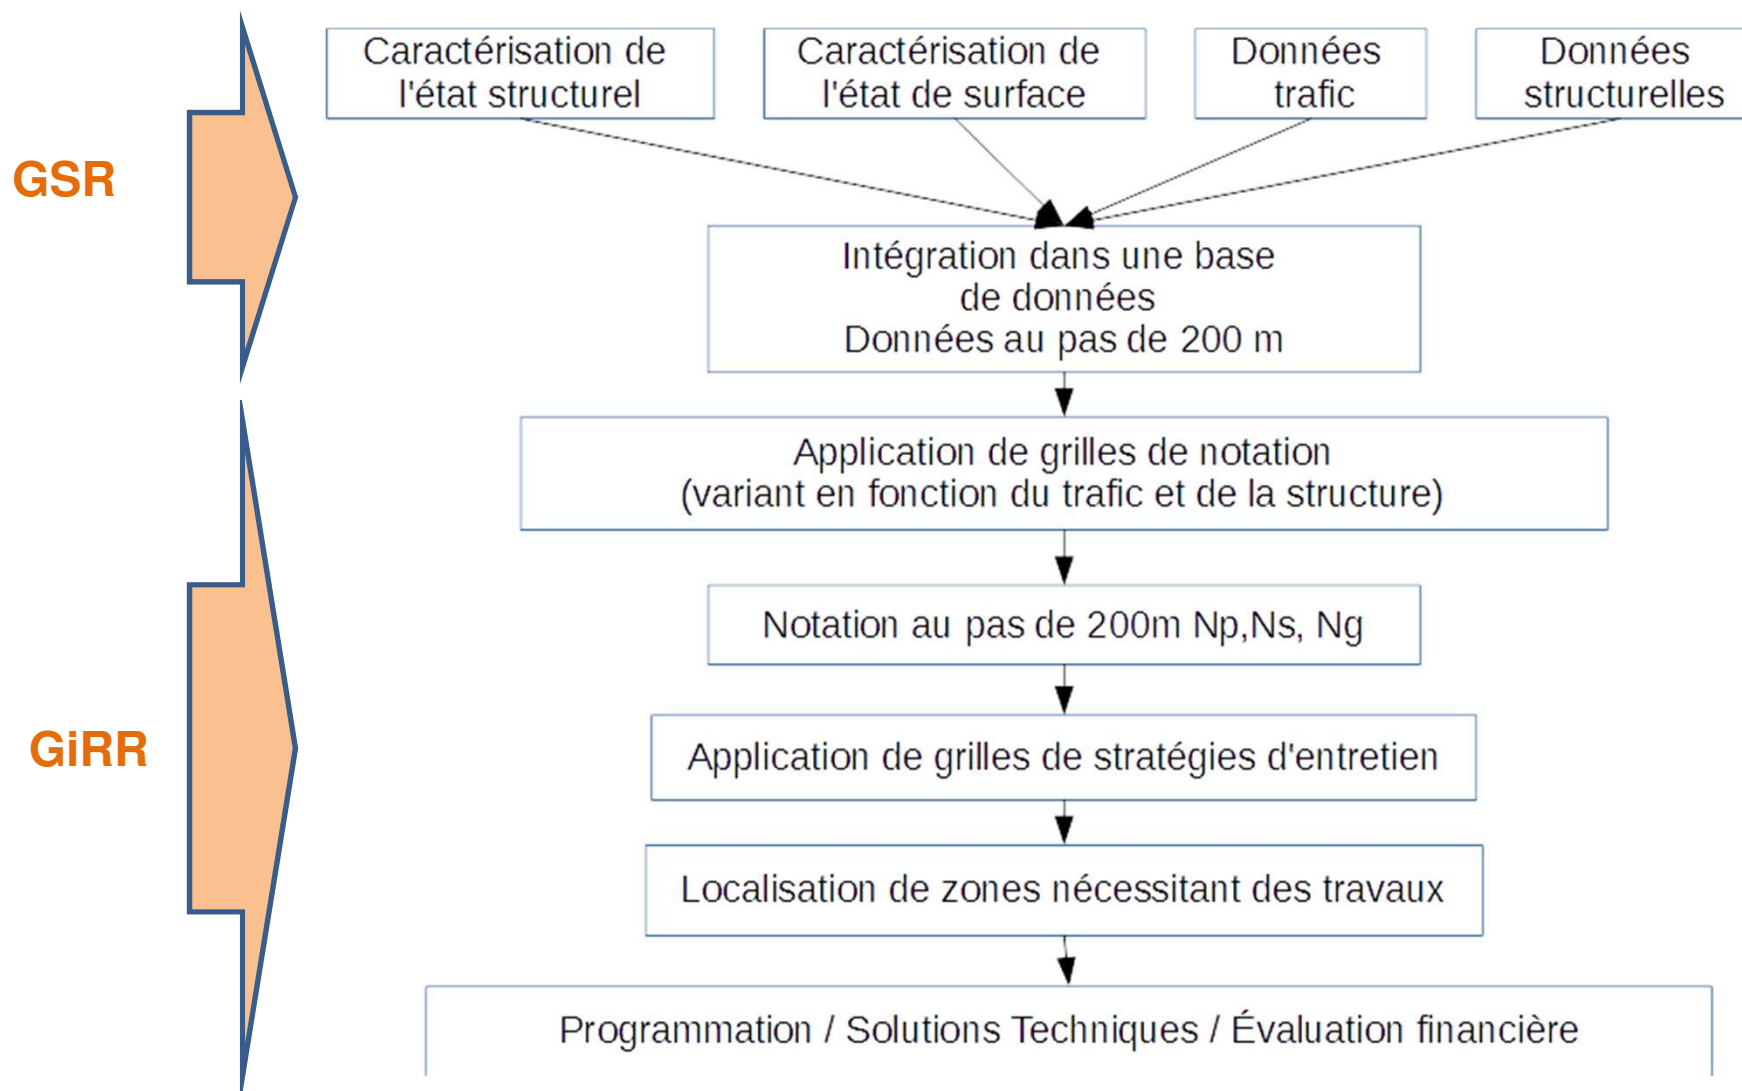 Caractérisation de
l'état structurel
Caractérisation de
l'état de surface
Données
trafic
Données
structurelles
GSR
Intégration dans une base
de données
Données au pas de 200 m
Application de grilles de notation
(variant en fonction du trafic et de la structure)
Notation au pas de 200m Np,Ns, Ng
GiRR
Application de grilles de stratégies d'entretien
Localisation de zones nécessitant des travaux
Programmation / Solutions Techniques / Évaluation financière